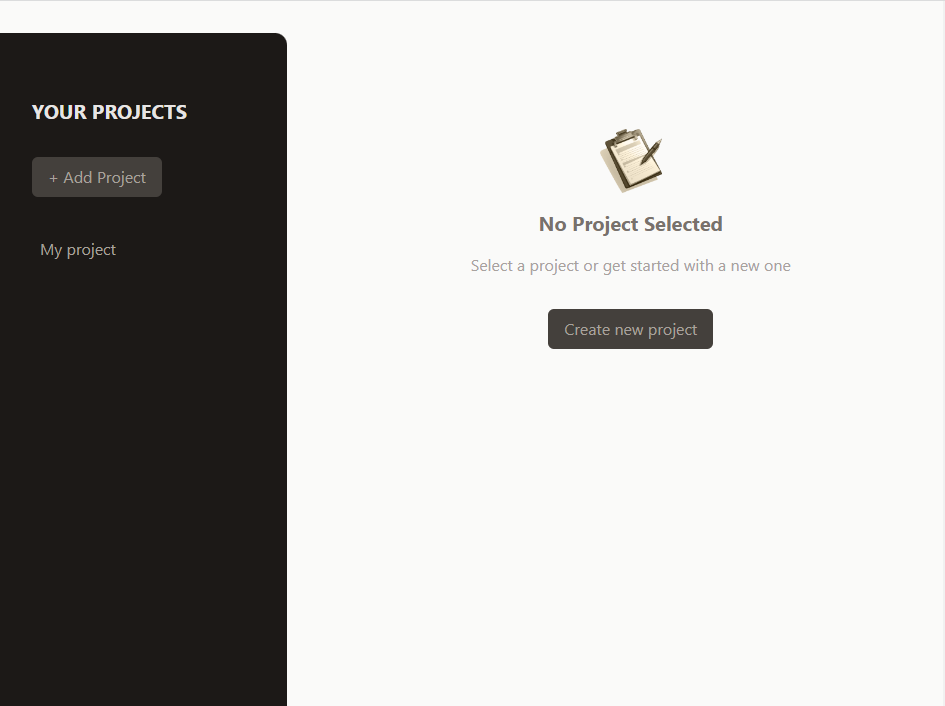 YOUR PROJECTS
+ Add Project
My project
No Project Selected
Select a project or get started with a new one
Create new project